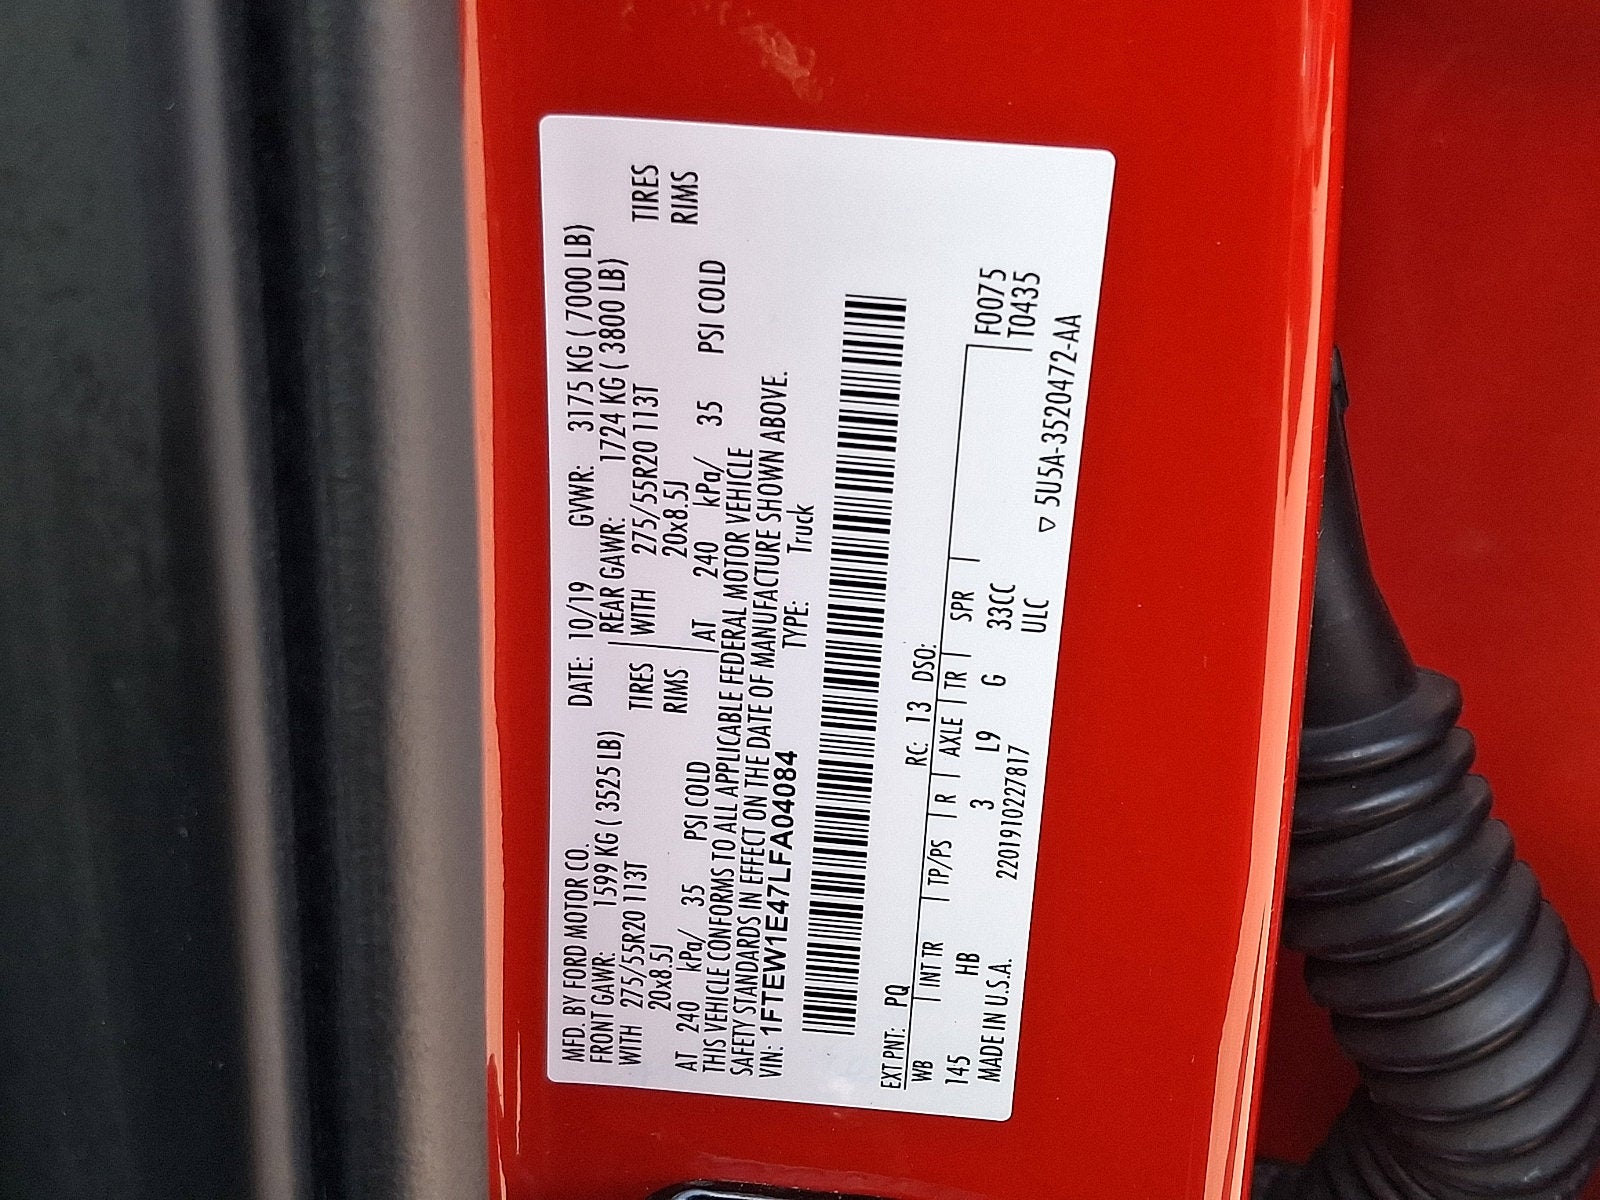 MFD. BY FORD MOTOR CO. DATE: 10/19 GVWR: 3175 KG ( 7000 LB)
FRONT GAWR: 1599 KG ( 3525 LB) REAR GAWR: 1724 KG ( 3800 LB)
WITH 275/55R20 113T TIRES WITH 275/55R20 113T TIRES
20x8.5J RIMS 20x8.5J RIMS
AT 240 kPa/ 35 PSI COLD AT 240 kPa/ 35 PSI COLD
THIS VEHICLE CONFORMS TO ALL APPLICABLE FEDERAL MOTOR VEHICLE
SAFETY STANDARDS IN EFFECT ON THE DATE OF MANUFACTURE SHOWN ABOVE.
VIN: 1FTEW1E47LFA04084 TYPE: Truck
EXT PNT: PQ RC: 13 DSO:
WB INT TR TP/PS R AXLE TR SPR F0075
145 HB 3 L9 G 33CC T0435
MADE IN U.S.A. 2201910227817 ULC
▽ 5U5A-3520472-AA